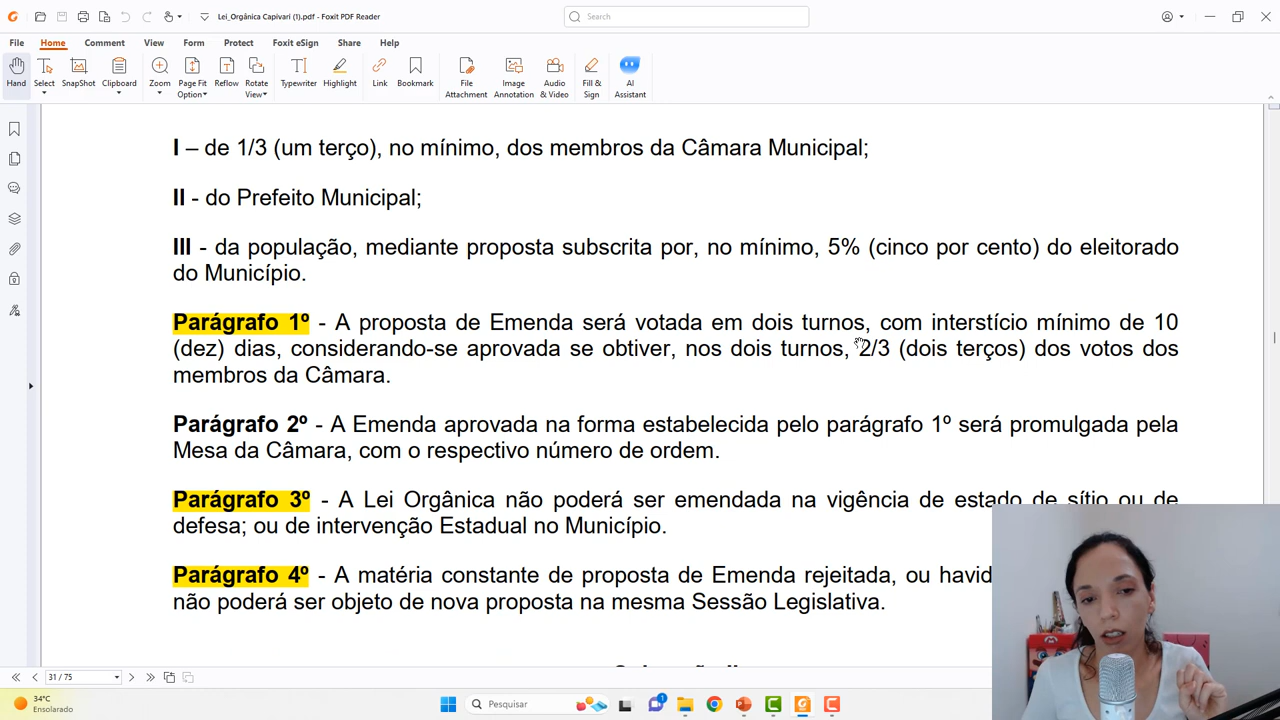 Lei_Orgânica Capivari (1).pdf - Foxit PDF Reader
Search
File Home Comment View Form Protect Foxit eSign Share Help
Hand Select SnapShot Clipboard Zoom Page Fit Option Reflow Rotate View Typewriter Highlight Link Bookmark File Attachment Image Annotation Audio & Video Fill & Sign AI Assistant
I – de 1/3 (um terço), no mínimo, dos membros da Câmara Municipal;
II - do Prefeito Municipal;
III - da população, mediante proposta subscrita por, no mínimo, 5% (cinco por cento) do eleitorado
do Município.
Parágrafo 1º - A proposta de Emenda será votada em dois turnos, com interstício mínimo de 10
(dez) dias, considerando-se aprovada se obtiver, nos dois turnos, 2/3 (dois terços) dos votos dos
membros da Câmara.
Parágrafo 2º - A Emenda aprovada na forma estabelecida pelo parágrafo 1º será promulgada pela
Mesa da Câmara, com o respectivo número de ordem.
Parágrafo 3º - A Lei Orgânica não poderá ser emendada na vigência de estado de sítio ou de
defesa; ou de intervenção Estadual no Município.
Parágrafo 4º - A matéria constante de proposta de Emenda rejeitada, ou havid
não poderá ser objeto de nova proposta na mesma Sessão Legislativa.
31 / 75
34°C
Ensolarado
Pesquisar
1